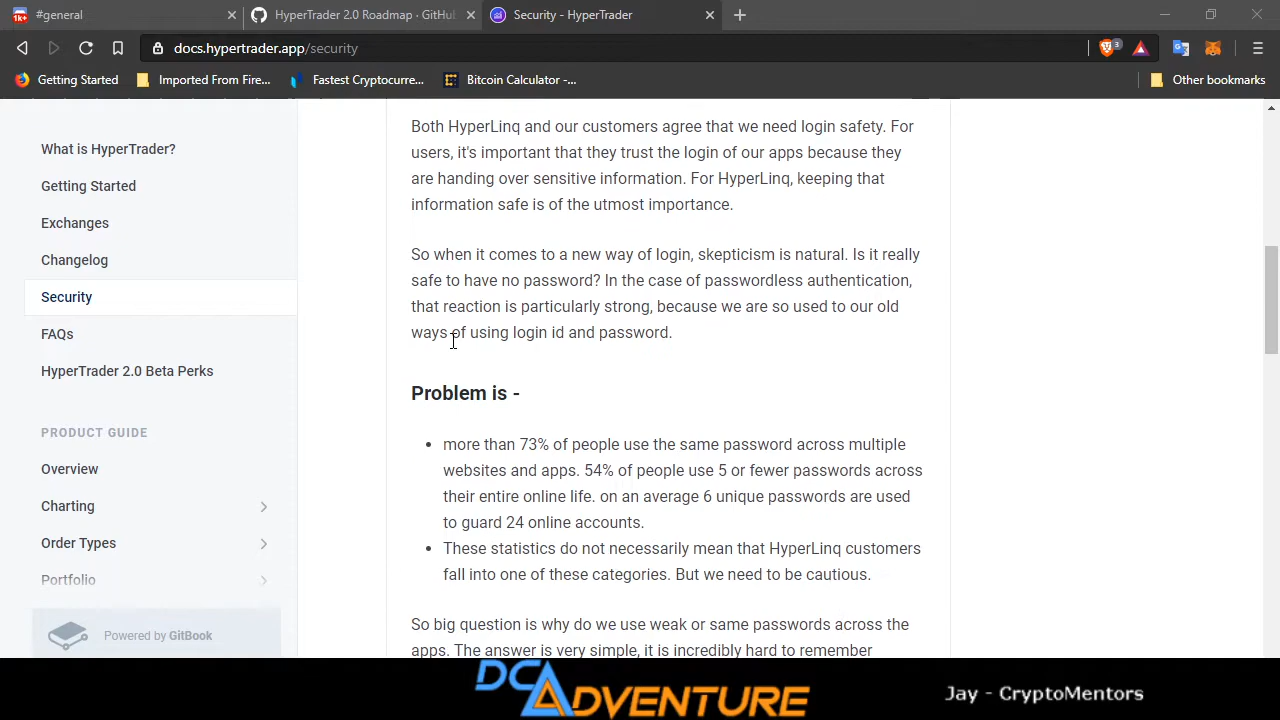 1k+
#general
HyperTrader 2.0 Roadmap · GitHub
Security - HyperTrader
docs.hypertrader.app/security
3
Getting Started
Imported From Fire...
Fastest Cryptocurre...
Bitcoin Calculator -...
Other bookmarks
What is HyperTrader?
Getting Started
Exchanges
Changelog
Security
FAQs
HyperTrader 2.0 Beta Perks
PRODUCT GUIDE
Overview
Charting
Order Types
Portfolio
Powered by GitBook
Both HyperLinq and our customers agree that we need login safety. For
users, it's important that they trust the login of our apps because they
are handing over sensitive information. For HyperLinq, keeping that
information safe is of the utmost importance.
So when it comes to a new way of login, skepticism is natural. Is it really
safe to have no password? In the case of passwordless authentication,
that reaction is particularly strong, because we are so used to our old
ways of using login id and password.
Problem is -
more than 73% of people use the same password across multiple
websites and apps. 54% of people use 5 or fewer passwords across
their entire online life. on an average 6 unique passwords are used
to guard 24 online accounts.
These statistics do not necessarily mean that HyperLinq customers
fall into one of these categories. But we need to be cautious.
So big question is why do we use weak or same passwords across the
apps. The answer is very simple, it is incredibly hard to remember
DCADVENTURE
Jay - CryptoMentors